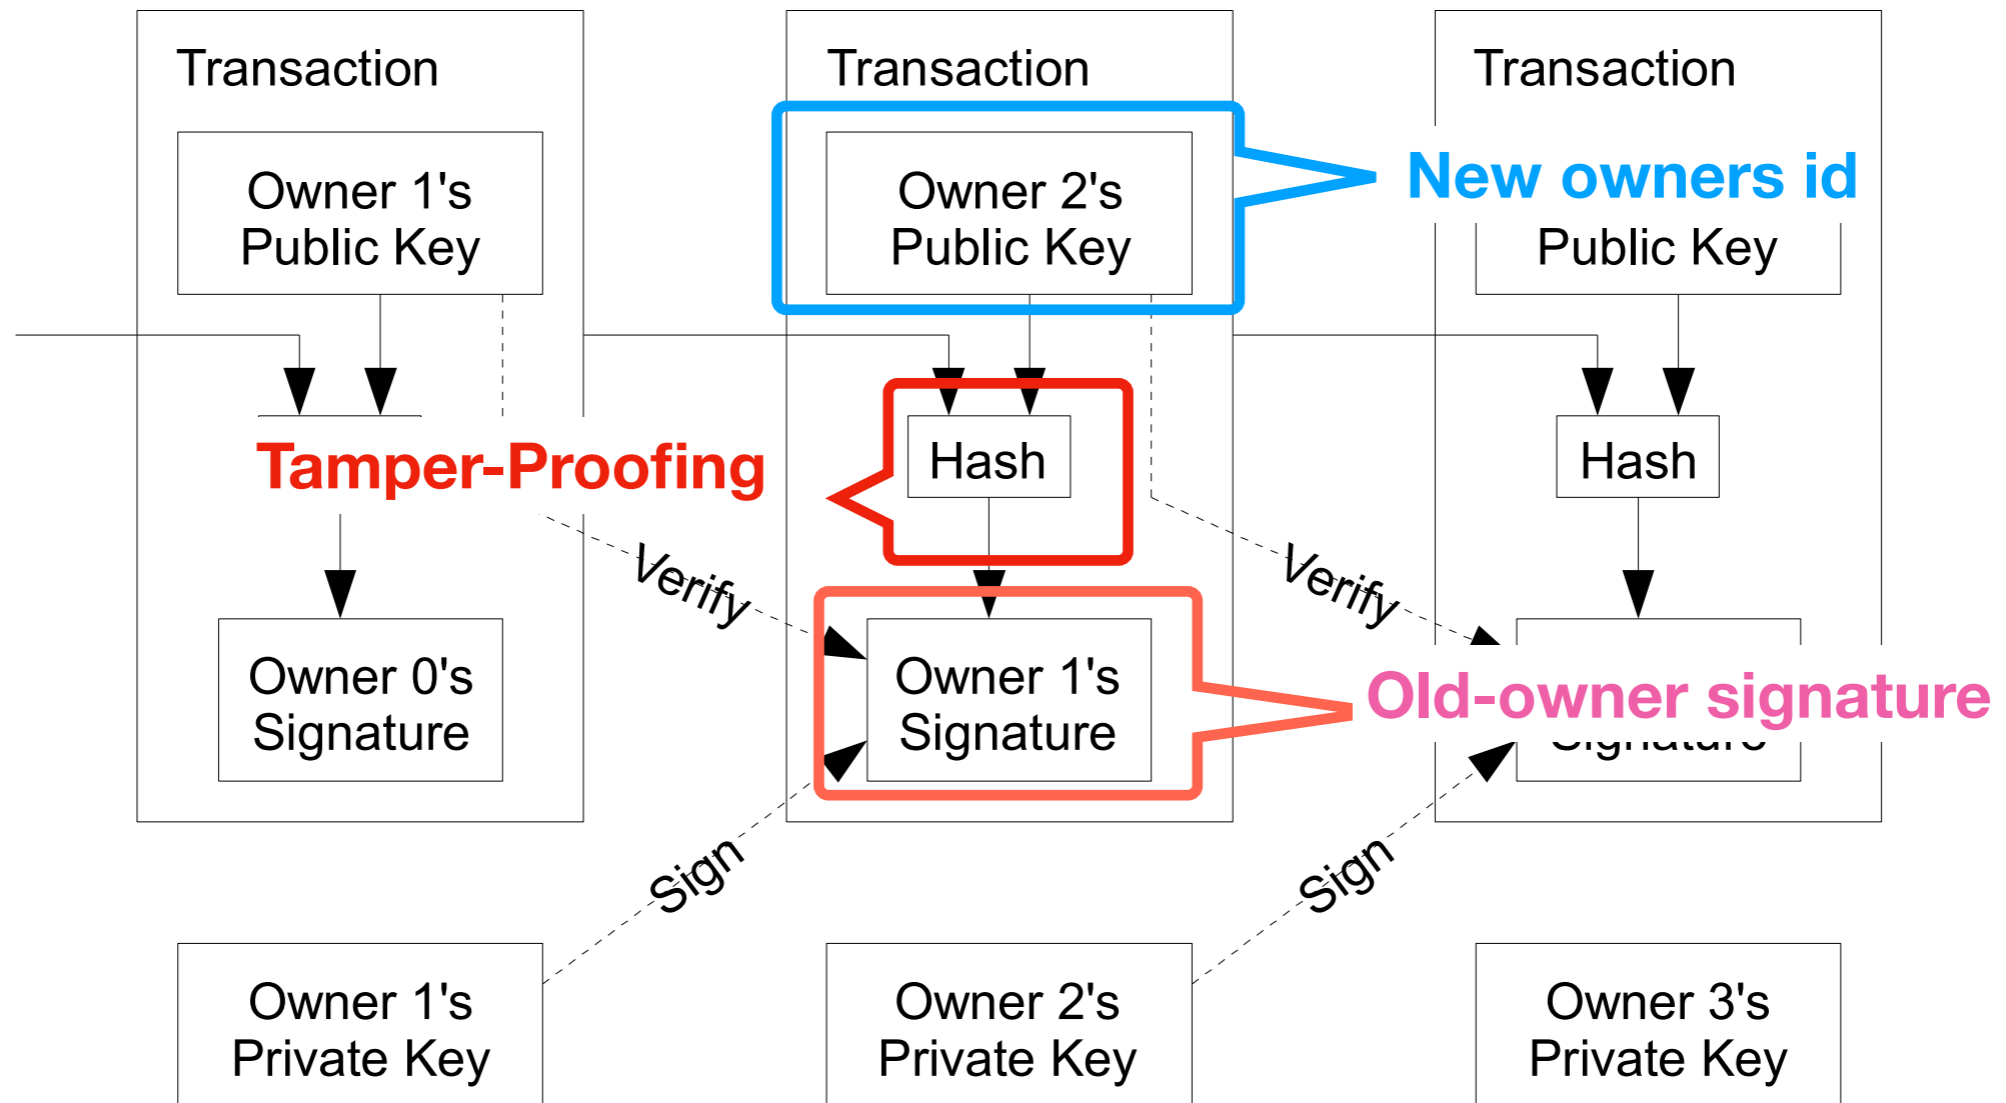 Transaction
Owner 1's
Public Key
Tamper-Proofing
Owner 0's
Signature
Transaction
Owner 2's
Public Key
Hash
Owner 1's
Signature
Transaction
New owners id
Public Key
Hash
Old-owner signature
Signature
Verify
Verify
Sign
Sign
Owner 1's
Private Key
Owner 2's
Private Key
Owner 3's
Private Key